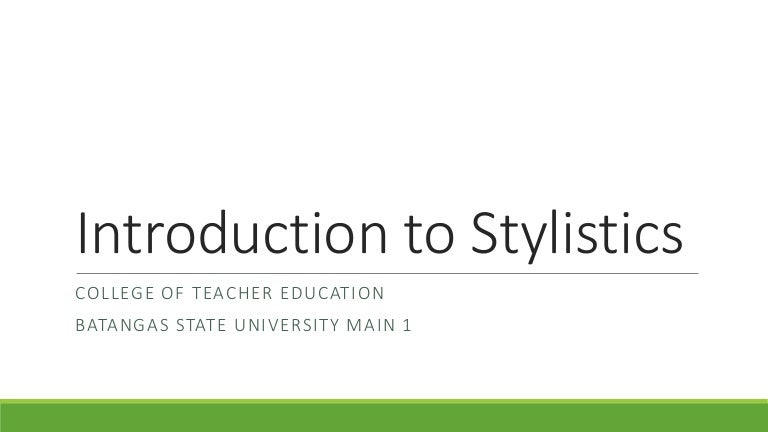 Introduction to Stylistics
COLLEGE OF TEACHER EDUCATION
BATANGAS STATE UNIVERSITY MAIN 1